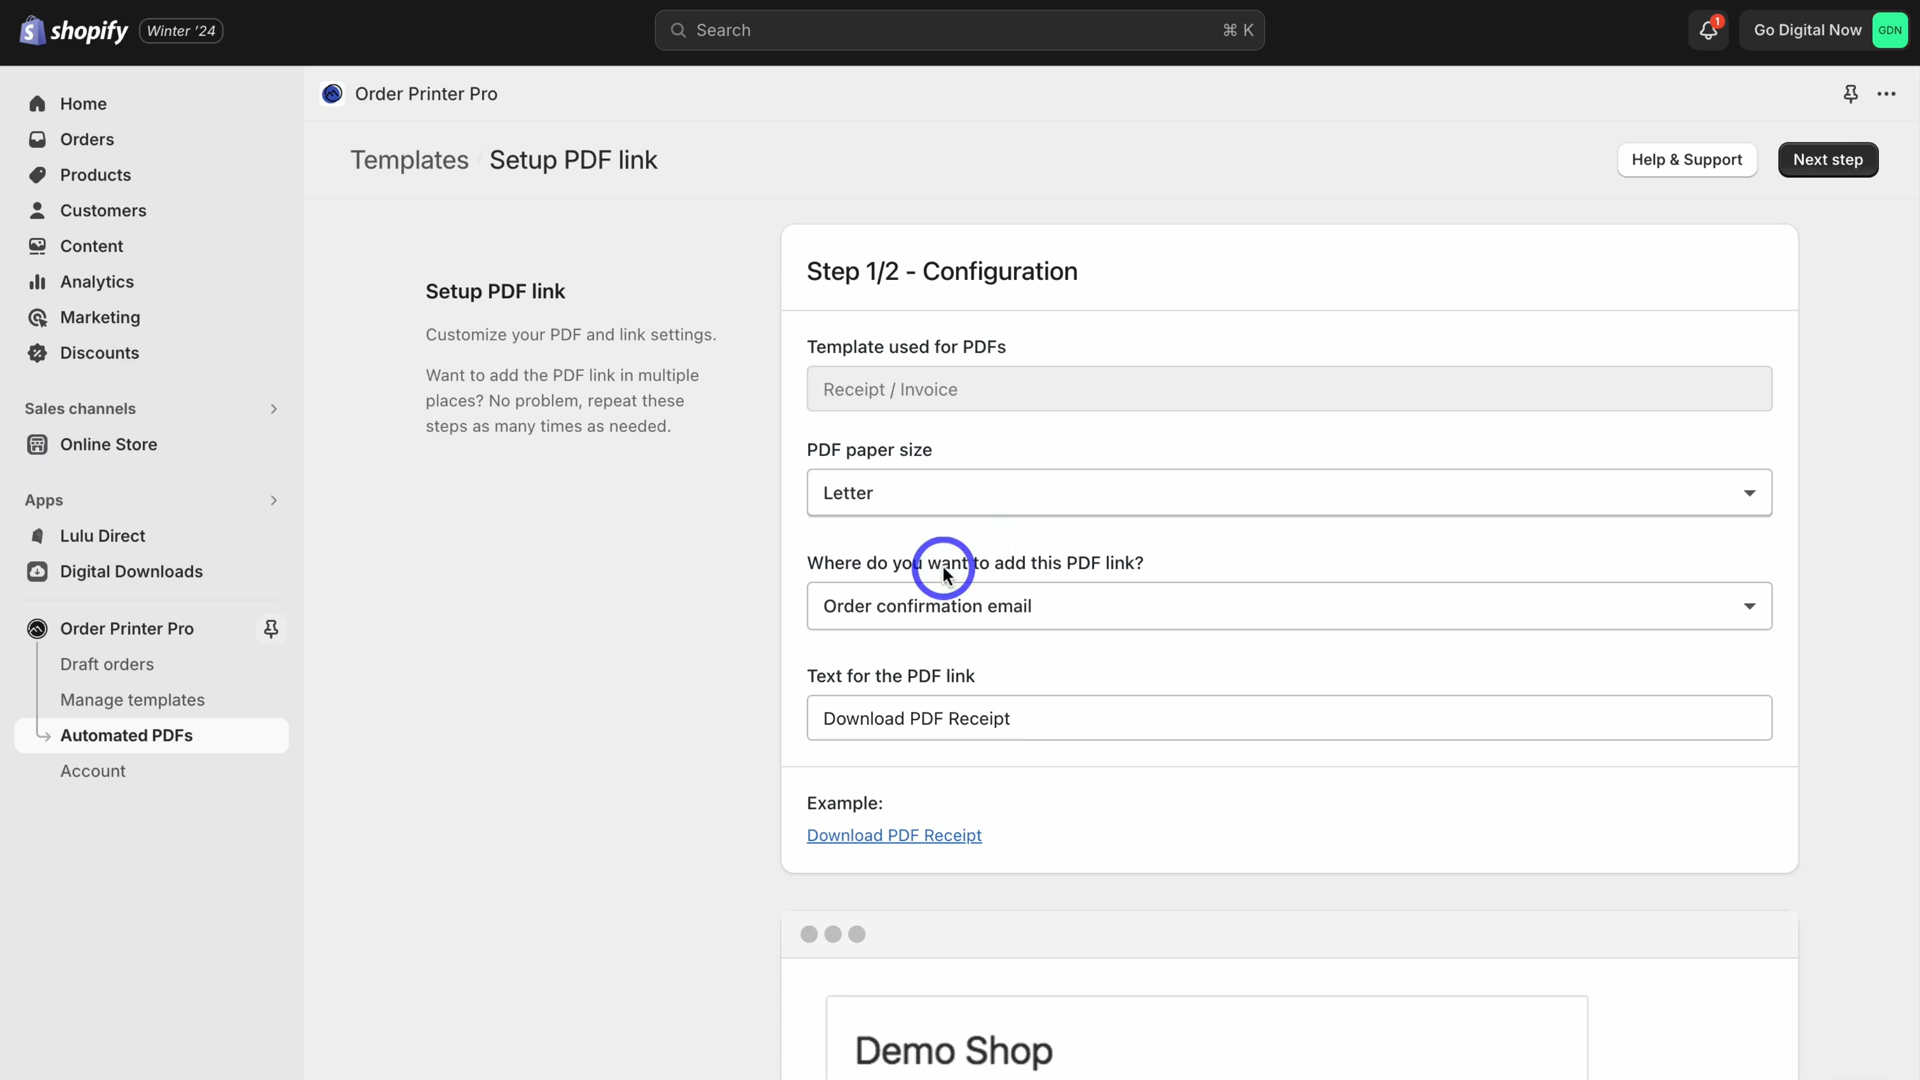 shopify Winter '24
Search ⌘ K
1
Go Digital Now GDN
Home
Orders
Products
Customers
Content
Analytics
Marketing
Discounts
Sales channels
Online Store
Apps
Lulu Direct
Digital Downloads
Order Printer Pro
Draft orders
Manage templates
Automated PDFs
Account
Order Printer Pro
Templates / Setup PDF link
Help & Support
Next step
Setup PDF link
Customize your PDF and link settings.
Want to add the PDF link in multiple
places? No problem, repeat these
steps as many times as needed.
Step 1/2 - Configuration
Template used for PDFs
Receipt / Invoice
PDF paper size
Letter
Where do you want to add this PDF link?
Order confirmation email
Text for the PDF link
Download PDF Receipt
Example:
Download PDF Receipt
Demo Shop